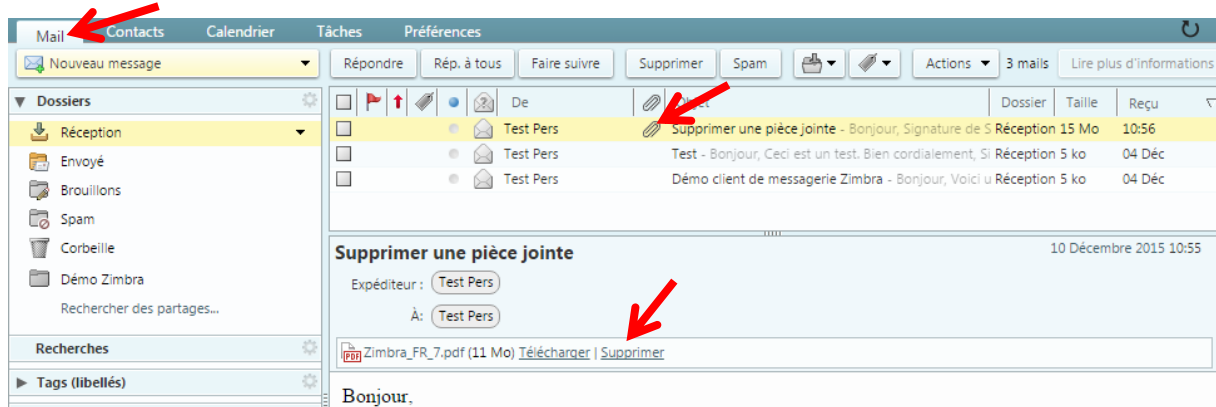 Mail Contacts Calendrier Tâches Préférences
Nouveau message
Répondre Rép. à tous Faire suivre Supprimer Spam Actions 3 mails Lire plus d'informations
Dossiers
Réception
Envoyé
Brouillons
Spam
Corbeille
Démo Zimbra
Rechercher des partages...
Recherches
Tags (libellés)
De Objet Dossier Taille Reçu
Test Pers Supprimer une pièce jointe - Bonjour, Signature de S Réception 15 Mo 10:56
Test Pers Test - Bonjour, Ceci est un test. Bien cordialement, Si Réception 5 ko 04 Déc
Test Pers Démo client de messagerie Zimbra - Bonjour, Voici u Réception 5 ko 04 Déc
Supprimer une pièce jointe 10 Décembre 2015 10:55
Expéditeur : Test Pers
À: Test Pers
PDF Zimbra_FR_7.pdf (11 Mo) Télécharger | Supprimer
Bonjour,